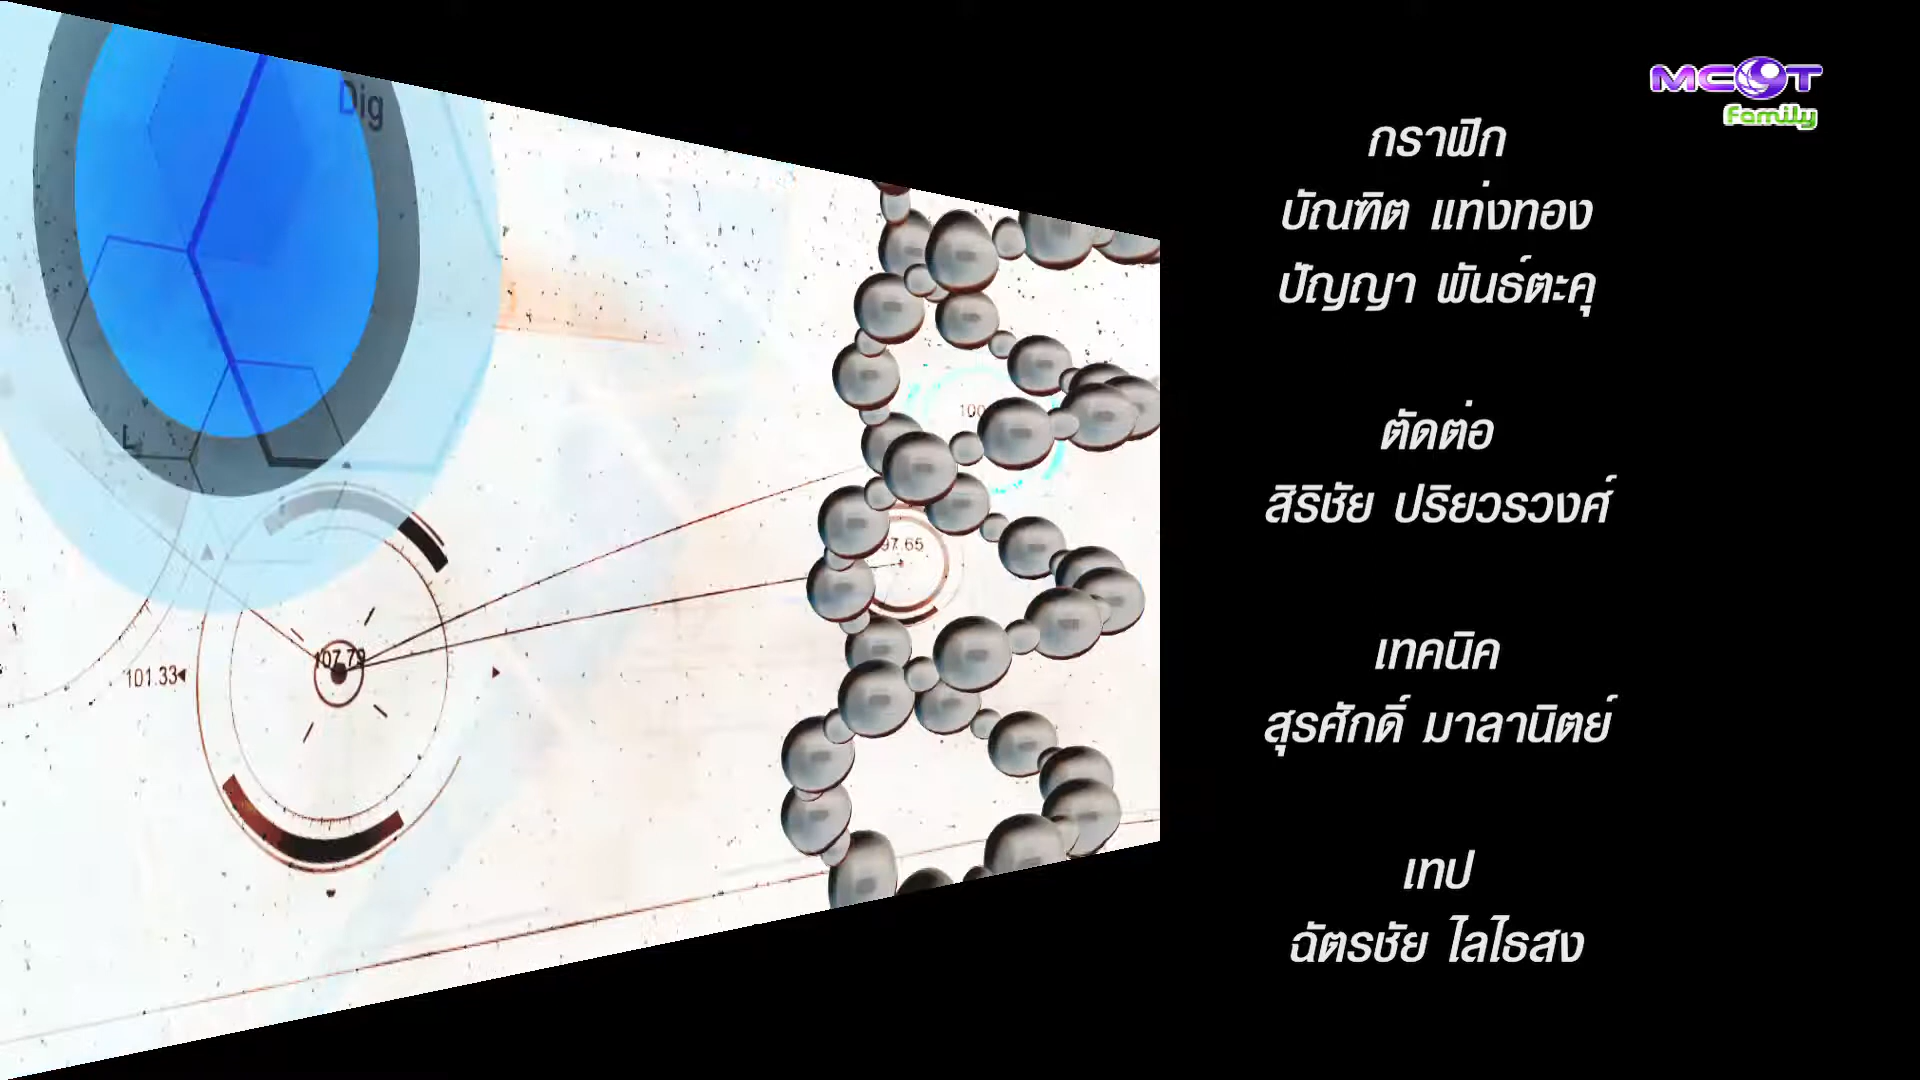 MCOT
Family
กราฟิก
บัณฑิต แท่งทอง
ปัญญา พันธ์ตะคุ
ตัดต่อ
สิริชัย ปริยวรวงศ์
เทคนิค
สุรศักดิ์ มาลานิตย์
เทป
ฉัตรชัย ไลไธสง
Dig
100
97.65
107.79
101.33